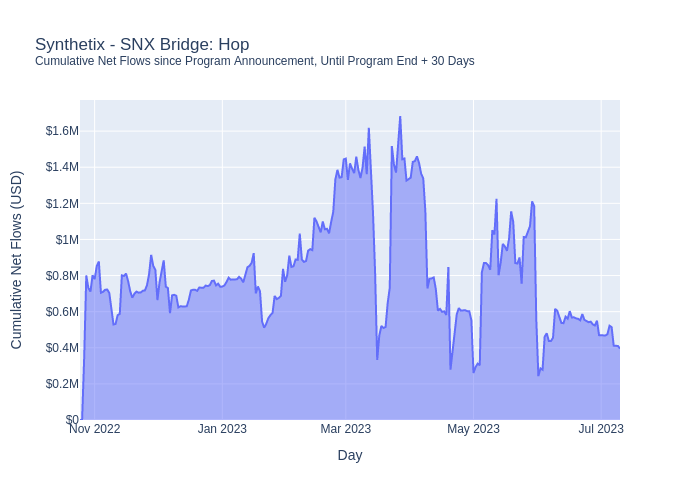 Synthetix - SNX Bridge: Hop
Cumulative Net Flows since Program Announcement, Until Program End + 30 Days
Cumulative Net Flows (USD)
$1.6M
$1.4M
$1.2M
$1M
$0.8M
$0.6M
$0.4M
$0.2M
$0
Nov 2022 Jan 2023 Mar 2023 May 2023 Jul 2023
Day